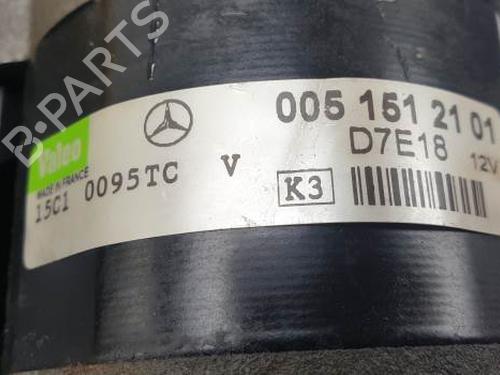 B-PARTS
Valeo
MADE IN FRANCE
15C1 0095TC V
005 151 21 01
D7E18 12V
K3